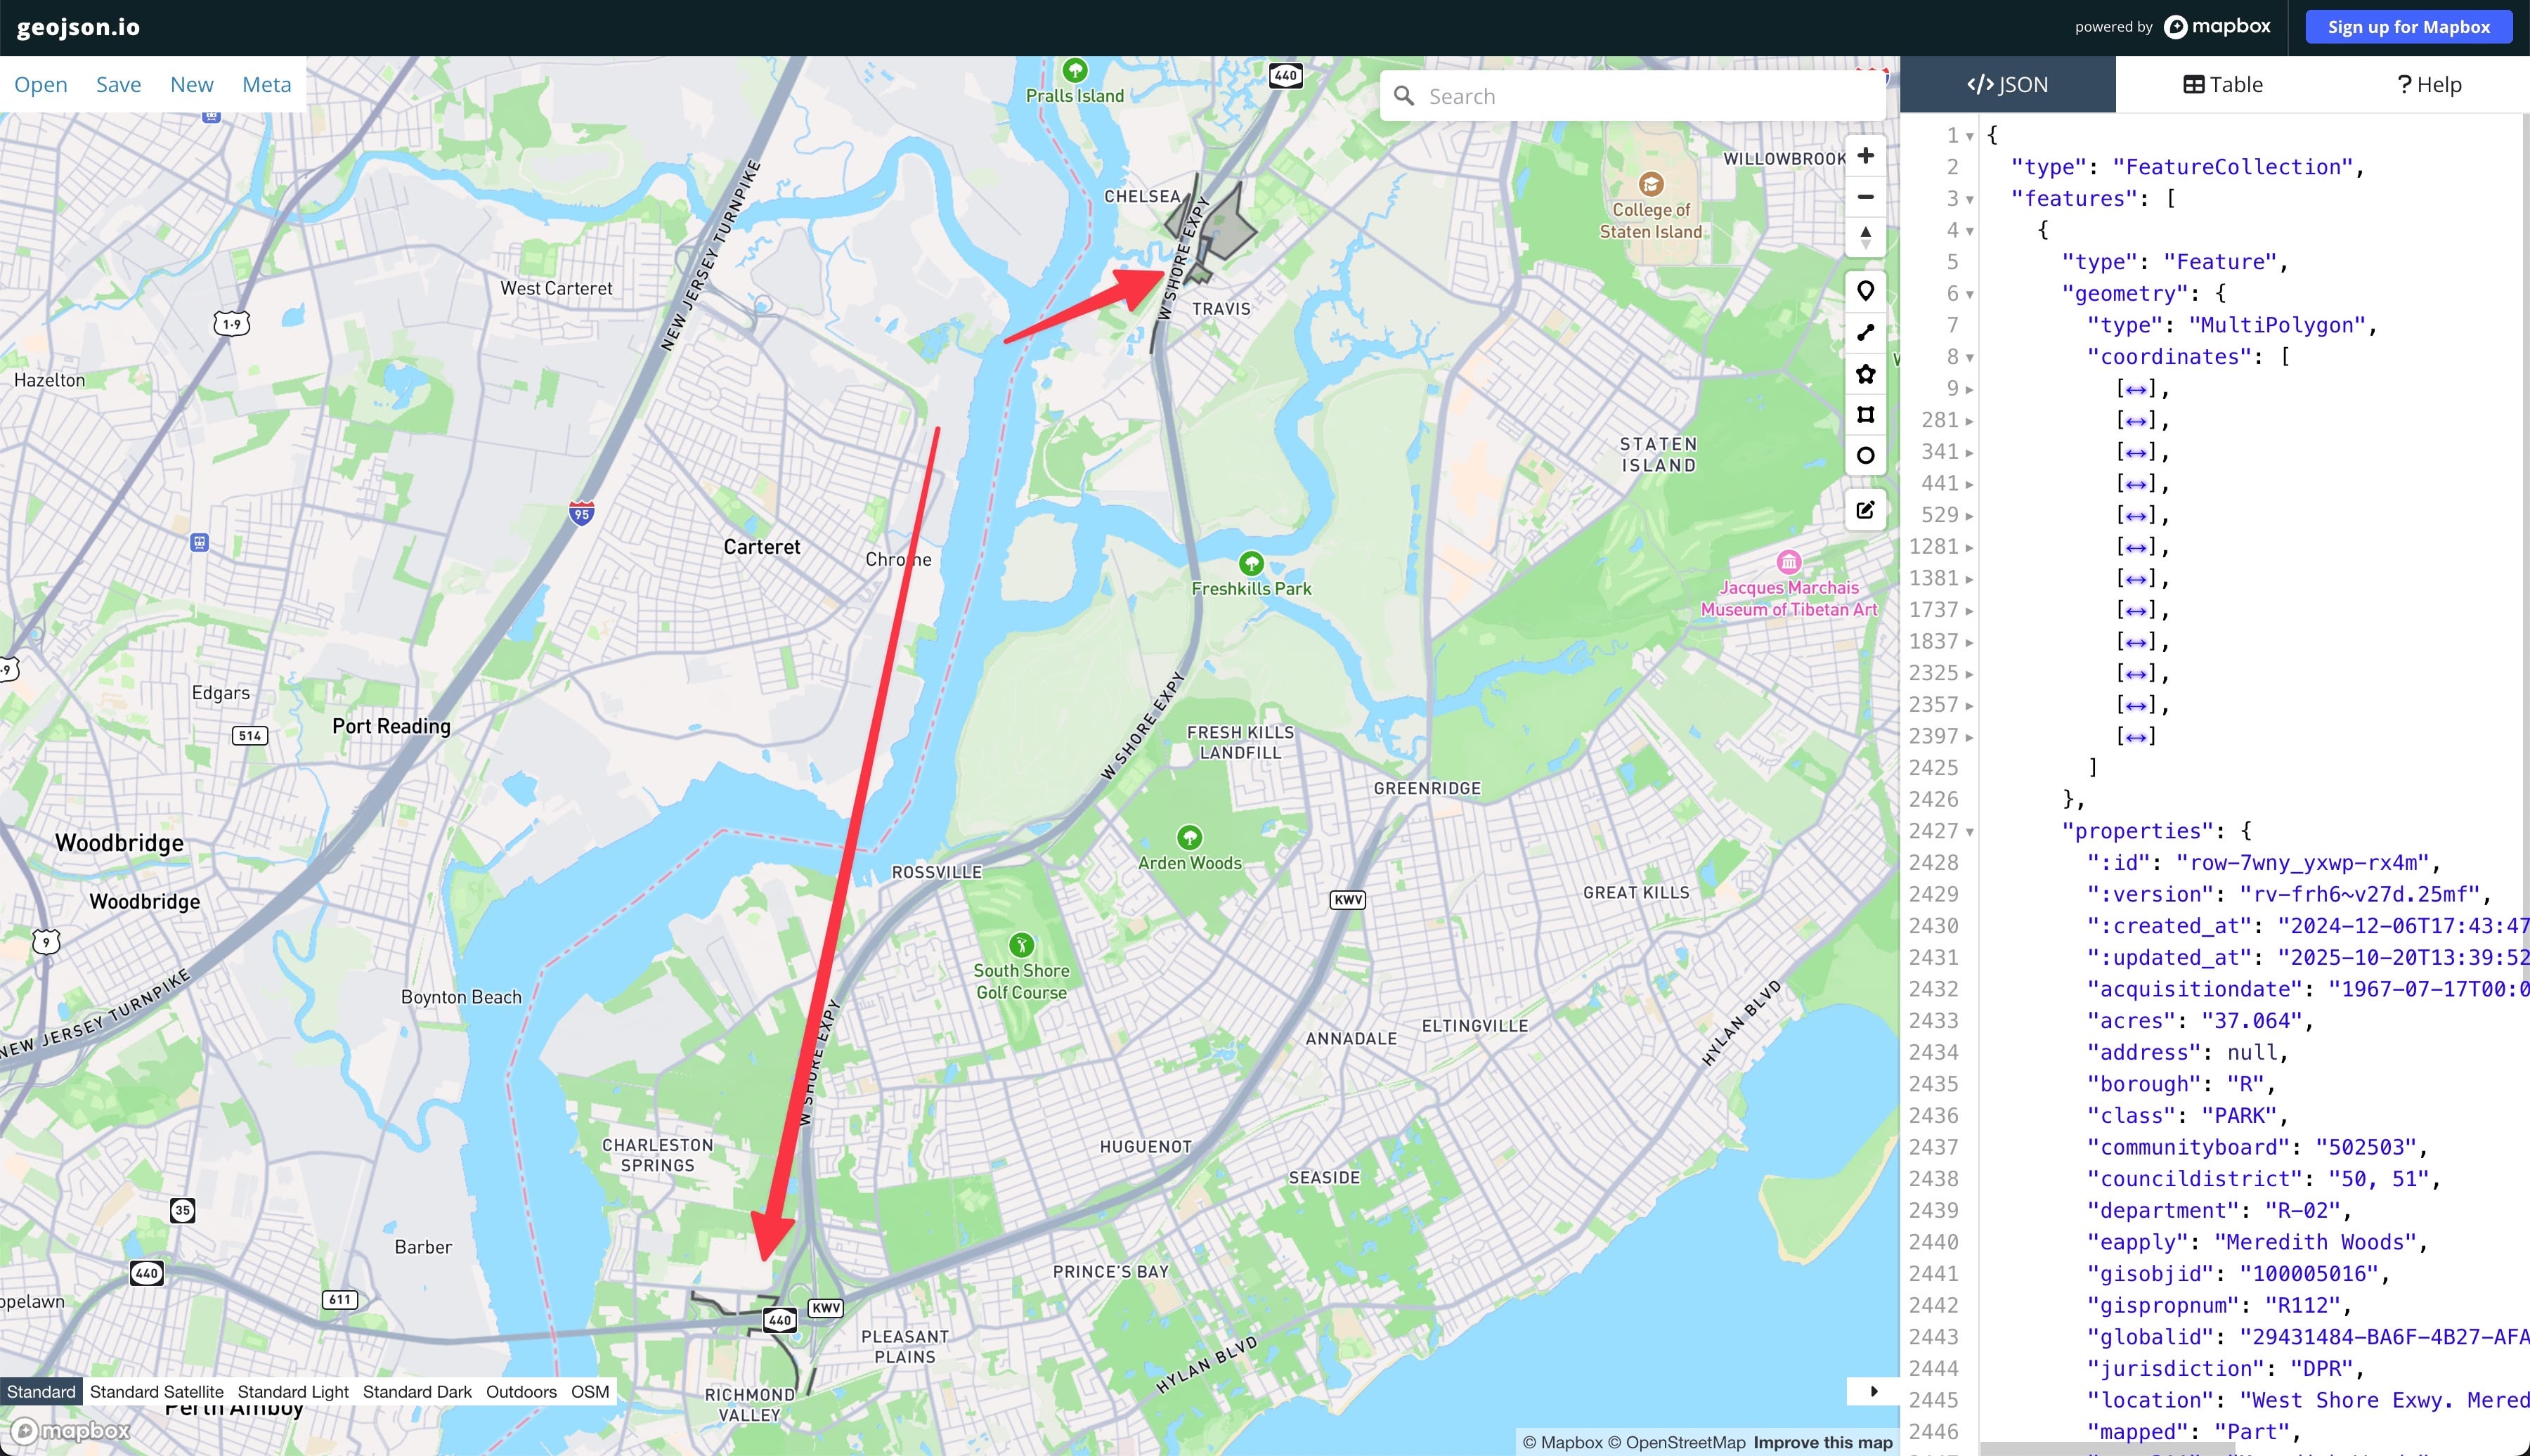 geojson.io
powered by mapbox
Sign up for Mapbox
Open Save New Meta
Search
JSON
Table
? Help
Pralls Island
440
WILLOWBROOK
CHELSEA
College of
Staten Island
NEW JERSEY TURNPIKE
W SHORE EXPY
TRAVIS
West Carteret
1-9
Hazelton
STATEN
ISLAND
95
Carteret
Chrome
Freshkills Park
Jacques Marchais
Museum of Tibetan Art
-9
Edgars
514
Port Reading
W SHORE EXPY
FRESH KILLS
LANDFILL
GREENRIDGE
Woodbridge
Woodbridge
9
ROSSVILLE
Arden Woods
KWV
GREAT KILLS
South Shore
Golf Course
NEW JERSEY TURNPIKE
Boynton Beach
W SHORE EXPY
ANNADALE
ELTINGVILLE
HYLAN BLVD
CHARLESTON
SPRINGS
HUGUENOT
SEASIDE
35
Barber
440
611
PRINCE'S BAY
KWV
440
PLEASANT
PLAINS
HYLAN BLVD
RICHMOND
VALLEY
opelawn
Standard Standard Satellite Standard Light Standard Dark Outdoors OSM
Perth Amboy
mapbox
© Mapbox © OpenStreetMap Improve this map
1 {
2 "type": "FeatureCollection",
3 "features": [
4 {
5 "type": "Feature",
6 "geometry": {
7 "type": "MultiPolygon",
8 "coordinates": [
9 [↔],
281 [↔],
341 [↔],
441 [↔],
529 [↔],
1281 [↔],
1381 [↔],
1737 [↔],
1837 [↔],
2325 [↔],
2357 [↔],
2397 [↔]
2425 ]
2426 },
2427 "properties": {
2428 ":id": "row-7wny_yxwp-rx4m",
2429 ":version": "rv-frh6~v27d.25mf",
2430 ":created_at": "2024-12-06T17:43:47
2431 ":updated_at": "2025-10-20T13:39:52
2432 "acquisitiondate": "1967-07-17T00:0
2433 "acres": "37.064",
2434 "address": null,
2435 "borough": "R",
2436 "class": "PARK",
2437 "communityboard": "502503",
2438 "councildistrict": "50, 51",
2439 "department": "R-02",
2440 "eapply": "Meredith Woods",
2441 "gisobjid": "100005016",
2442 "gispropnum": "R112",
2443 "globalid": "29431484-BA6F-4B27-AFA
2444 "jurisdiction": "DPR",
2445 "location": "West Shore Exwy. Mered
2446 "mapped": "Part",